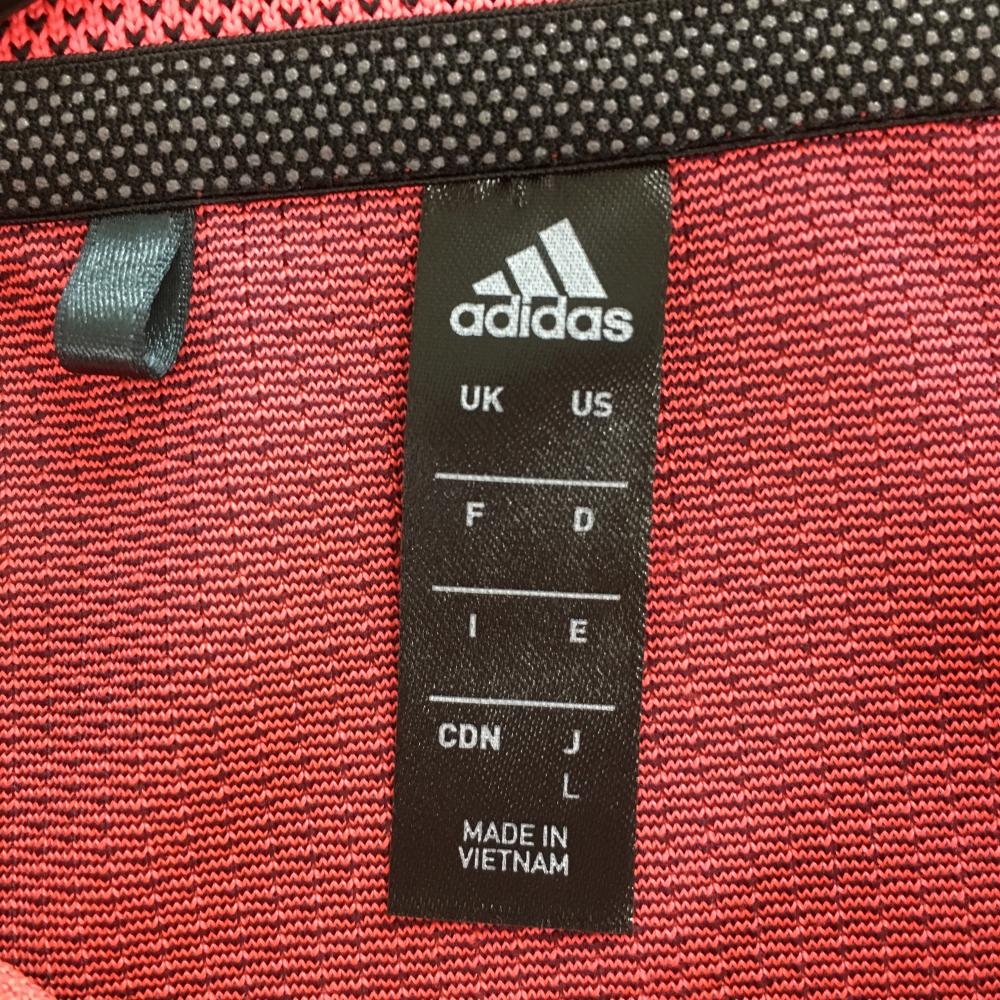 adidas
UK US
F D
I E
CDN J
L
MADE IN
VIETNAM